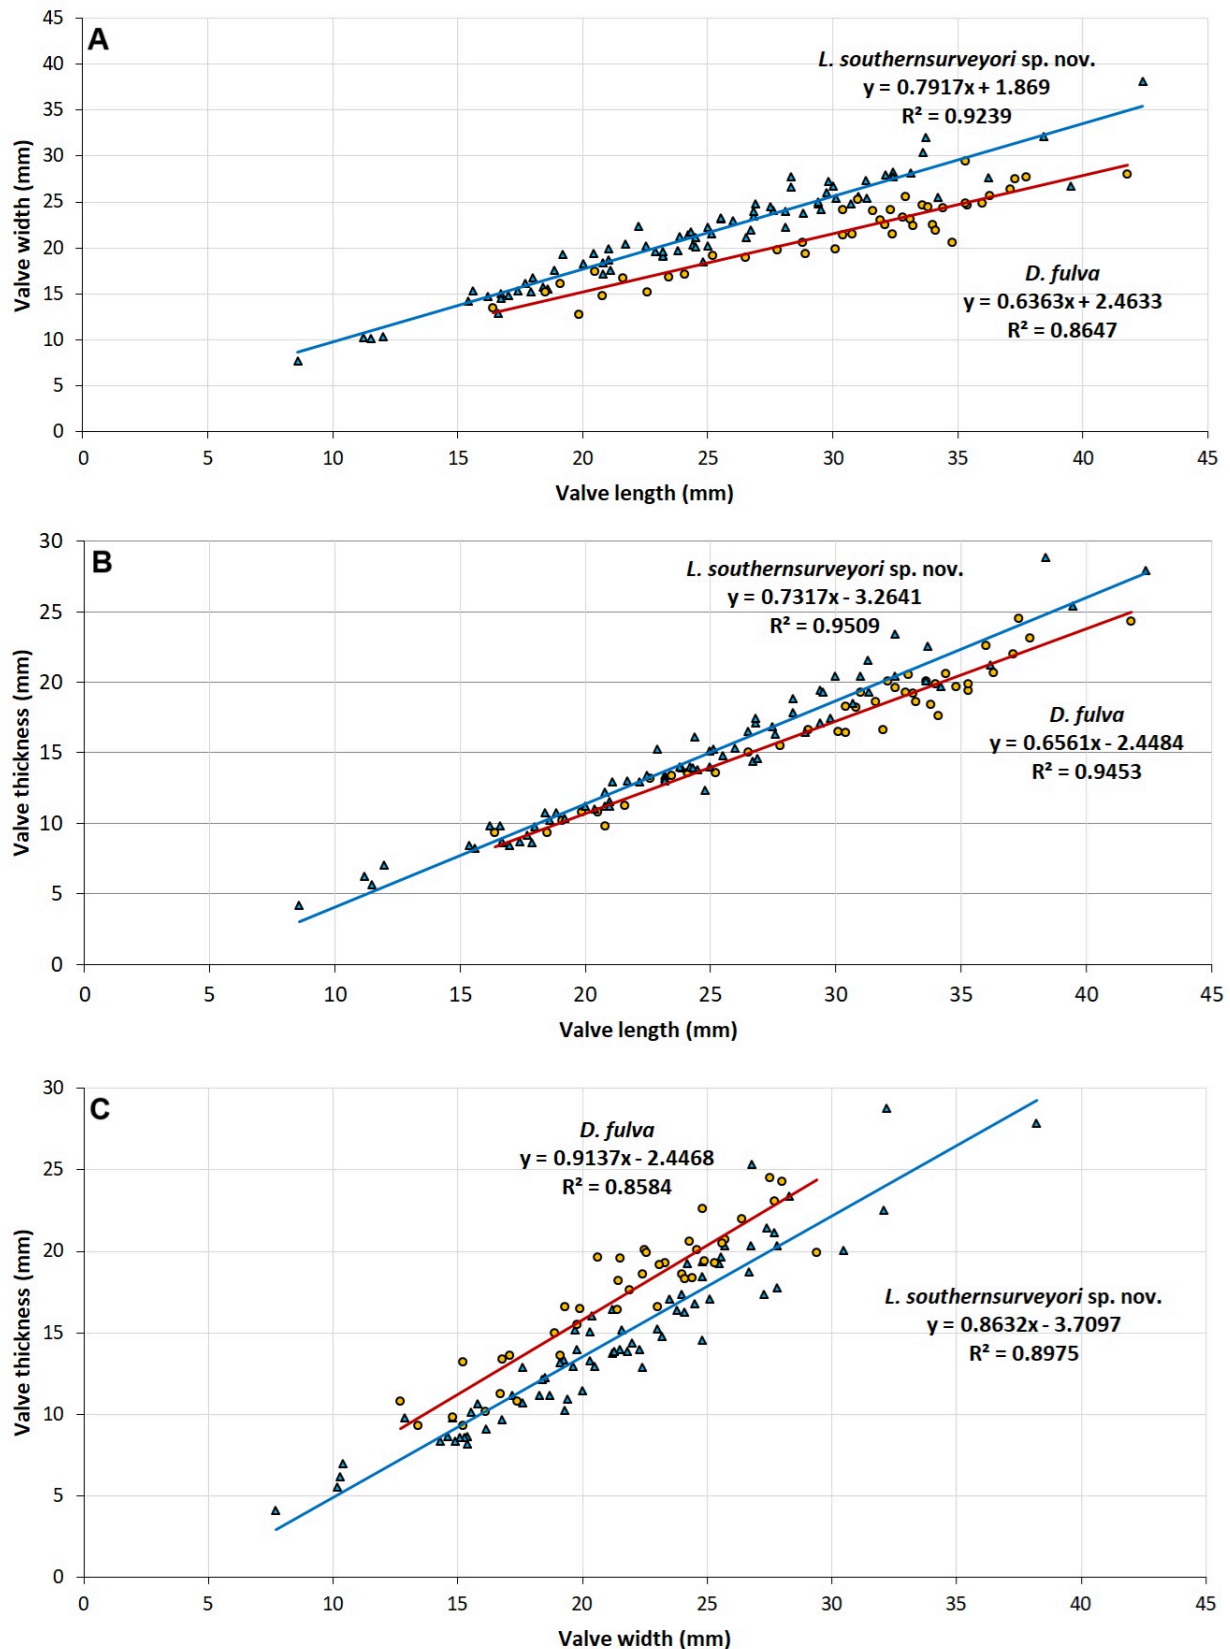 A
45
40
35
30
25
20
15
10
5
0
Valve width (mm)
L. southernsurveyori sp. nov.
y = 0.7917x + 1.869
R² = 0.9239
D. fulva
y = 0.6363x + 2.4633
R² = 0.8647
0 5 10 15 20 25 30 35 40 45
Valve length (mm)
B
30
25
20
15
10
5
0
Valve thickness (mm)
L. southernsurveyori sp. nov.
y = 0.7317x - 3.2641
R² = 0.9509
D. fulva
y = 0.6561x - 2.4484
R² = 0.9453
0 5 10 15 20 25 30 35 40 45
Valve length (mm)
C
30
25
20
15
10
5
0
Valve thickness (mm)
D. fulva
y = 0.9137x - 2.4468
R² = 0.8584
L. southernsurveyori sp. nov.
y = 0.8632x - 3.7097
R² = 0.8975
0 5 10 15 20 25 30 35 40 45
Valve width (mm)